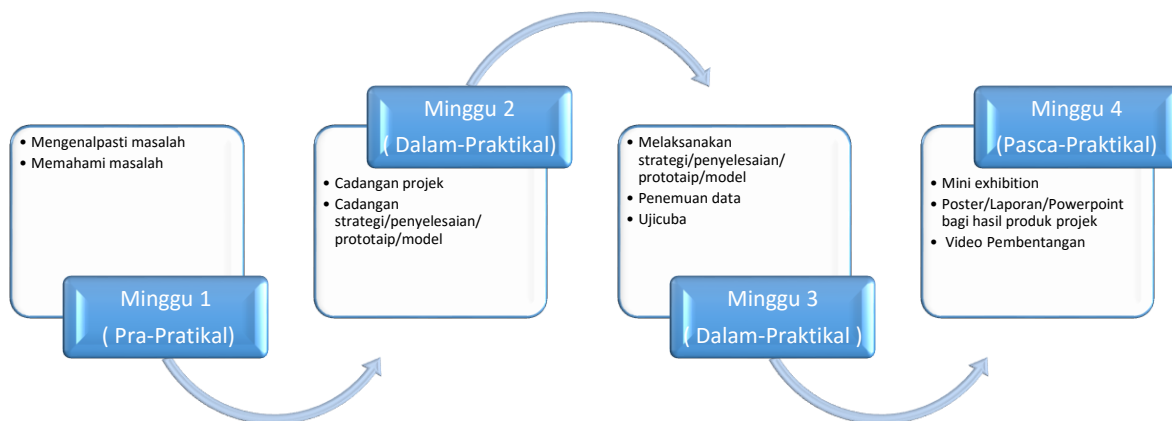 • Mengenalpasti masalah
• Memahami masalah
Minggu 1
( Pra-Pratikal)
Minggu 2
( Dalam-Praktikal)
• Cadangan projek
• Cadangan
strategi/penyelesaian/
prototaip/model
• Melaksanakan
strategi/penyelesaian/
prototaip/model
• Penemuan data
• Ujicuba
Minggu 3
( Dalam-Praktikal )
Minggu 4
(Pasca-Praktikal)
• Mini exhibition
• Poster/Laporan/Powerpoint
bagi hasil produk projek
• Video Pembentangan